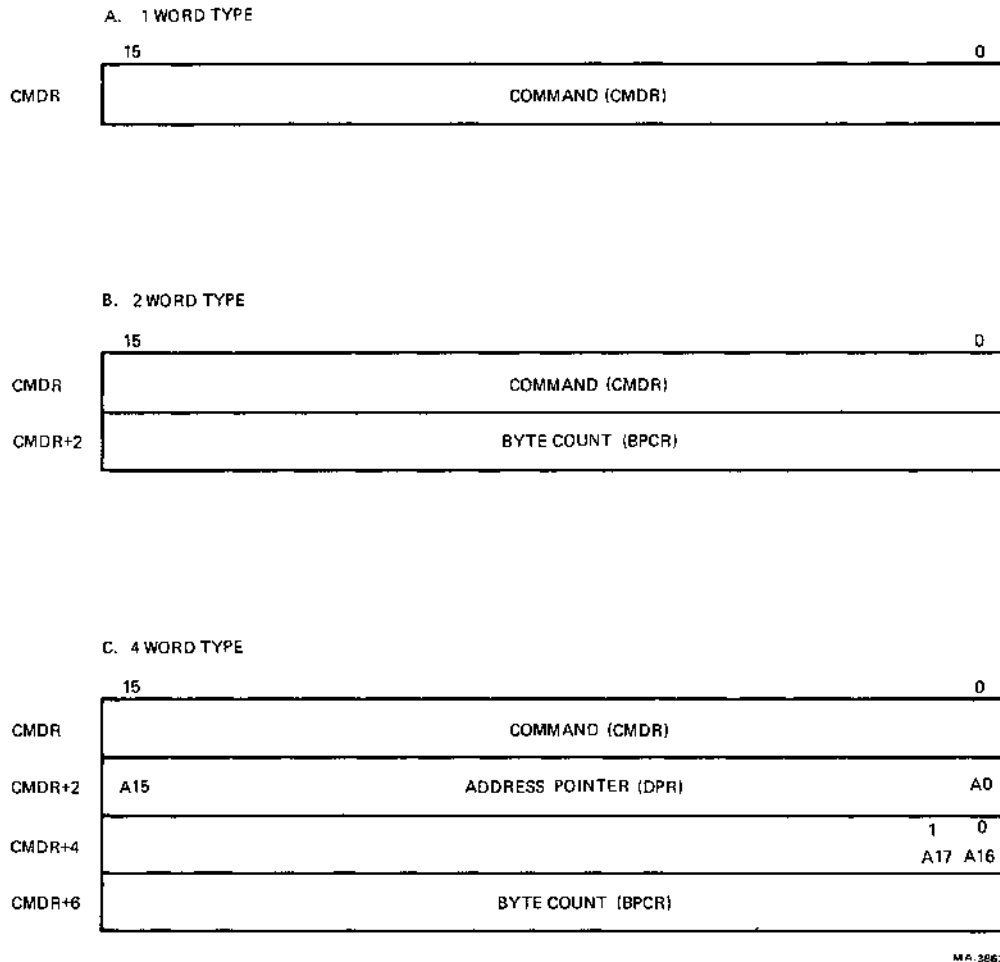 A. 1 WORD TYPE
15 0
CMDR COMMAND (CMDR)
B. 2 WORD TYPE
15 0
CMDR COMMAND (CMDR)
CMDR+2 BYTE COUNT (BPCR)
C. 4 WORD TYPE
15 0
CMDR COMMAND (CMDR)
CMDR+2 A15 ADDRESS POINTER (DPR) A0
1 0
CMDR+4 A17 A16
CMDR+6 BYTE COUNT (BPCR)